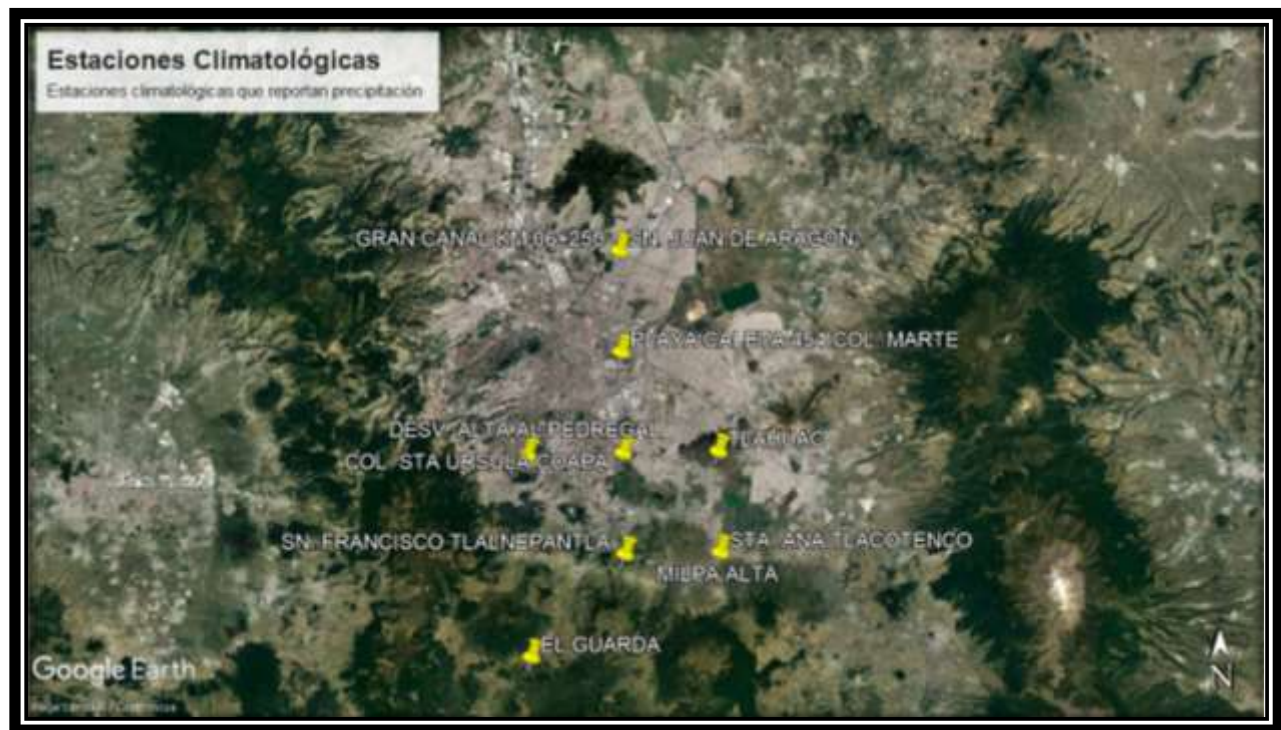 Estaciones Climatológicas
Estaciones climatológicas que reportan precipitación
GRAN CANAL KM 06+250 SN. JUAN DE ARAGON
PLAYA CALETA 454 COL. MARTE
DESV. ALTA AL PEDREGAL
TLAHUAC
COL. STA URSULA COAPA
SN. FRANCISCO TLALNEPANTLA
STA. ANA TLACOTENCO
MILPA ALTA
EL GUARDA
Google Earth
N